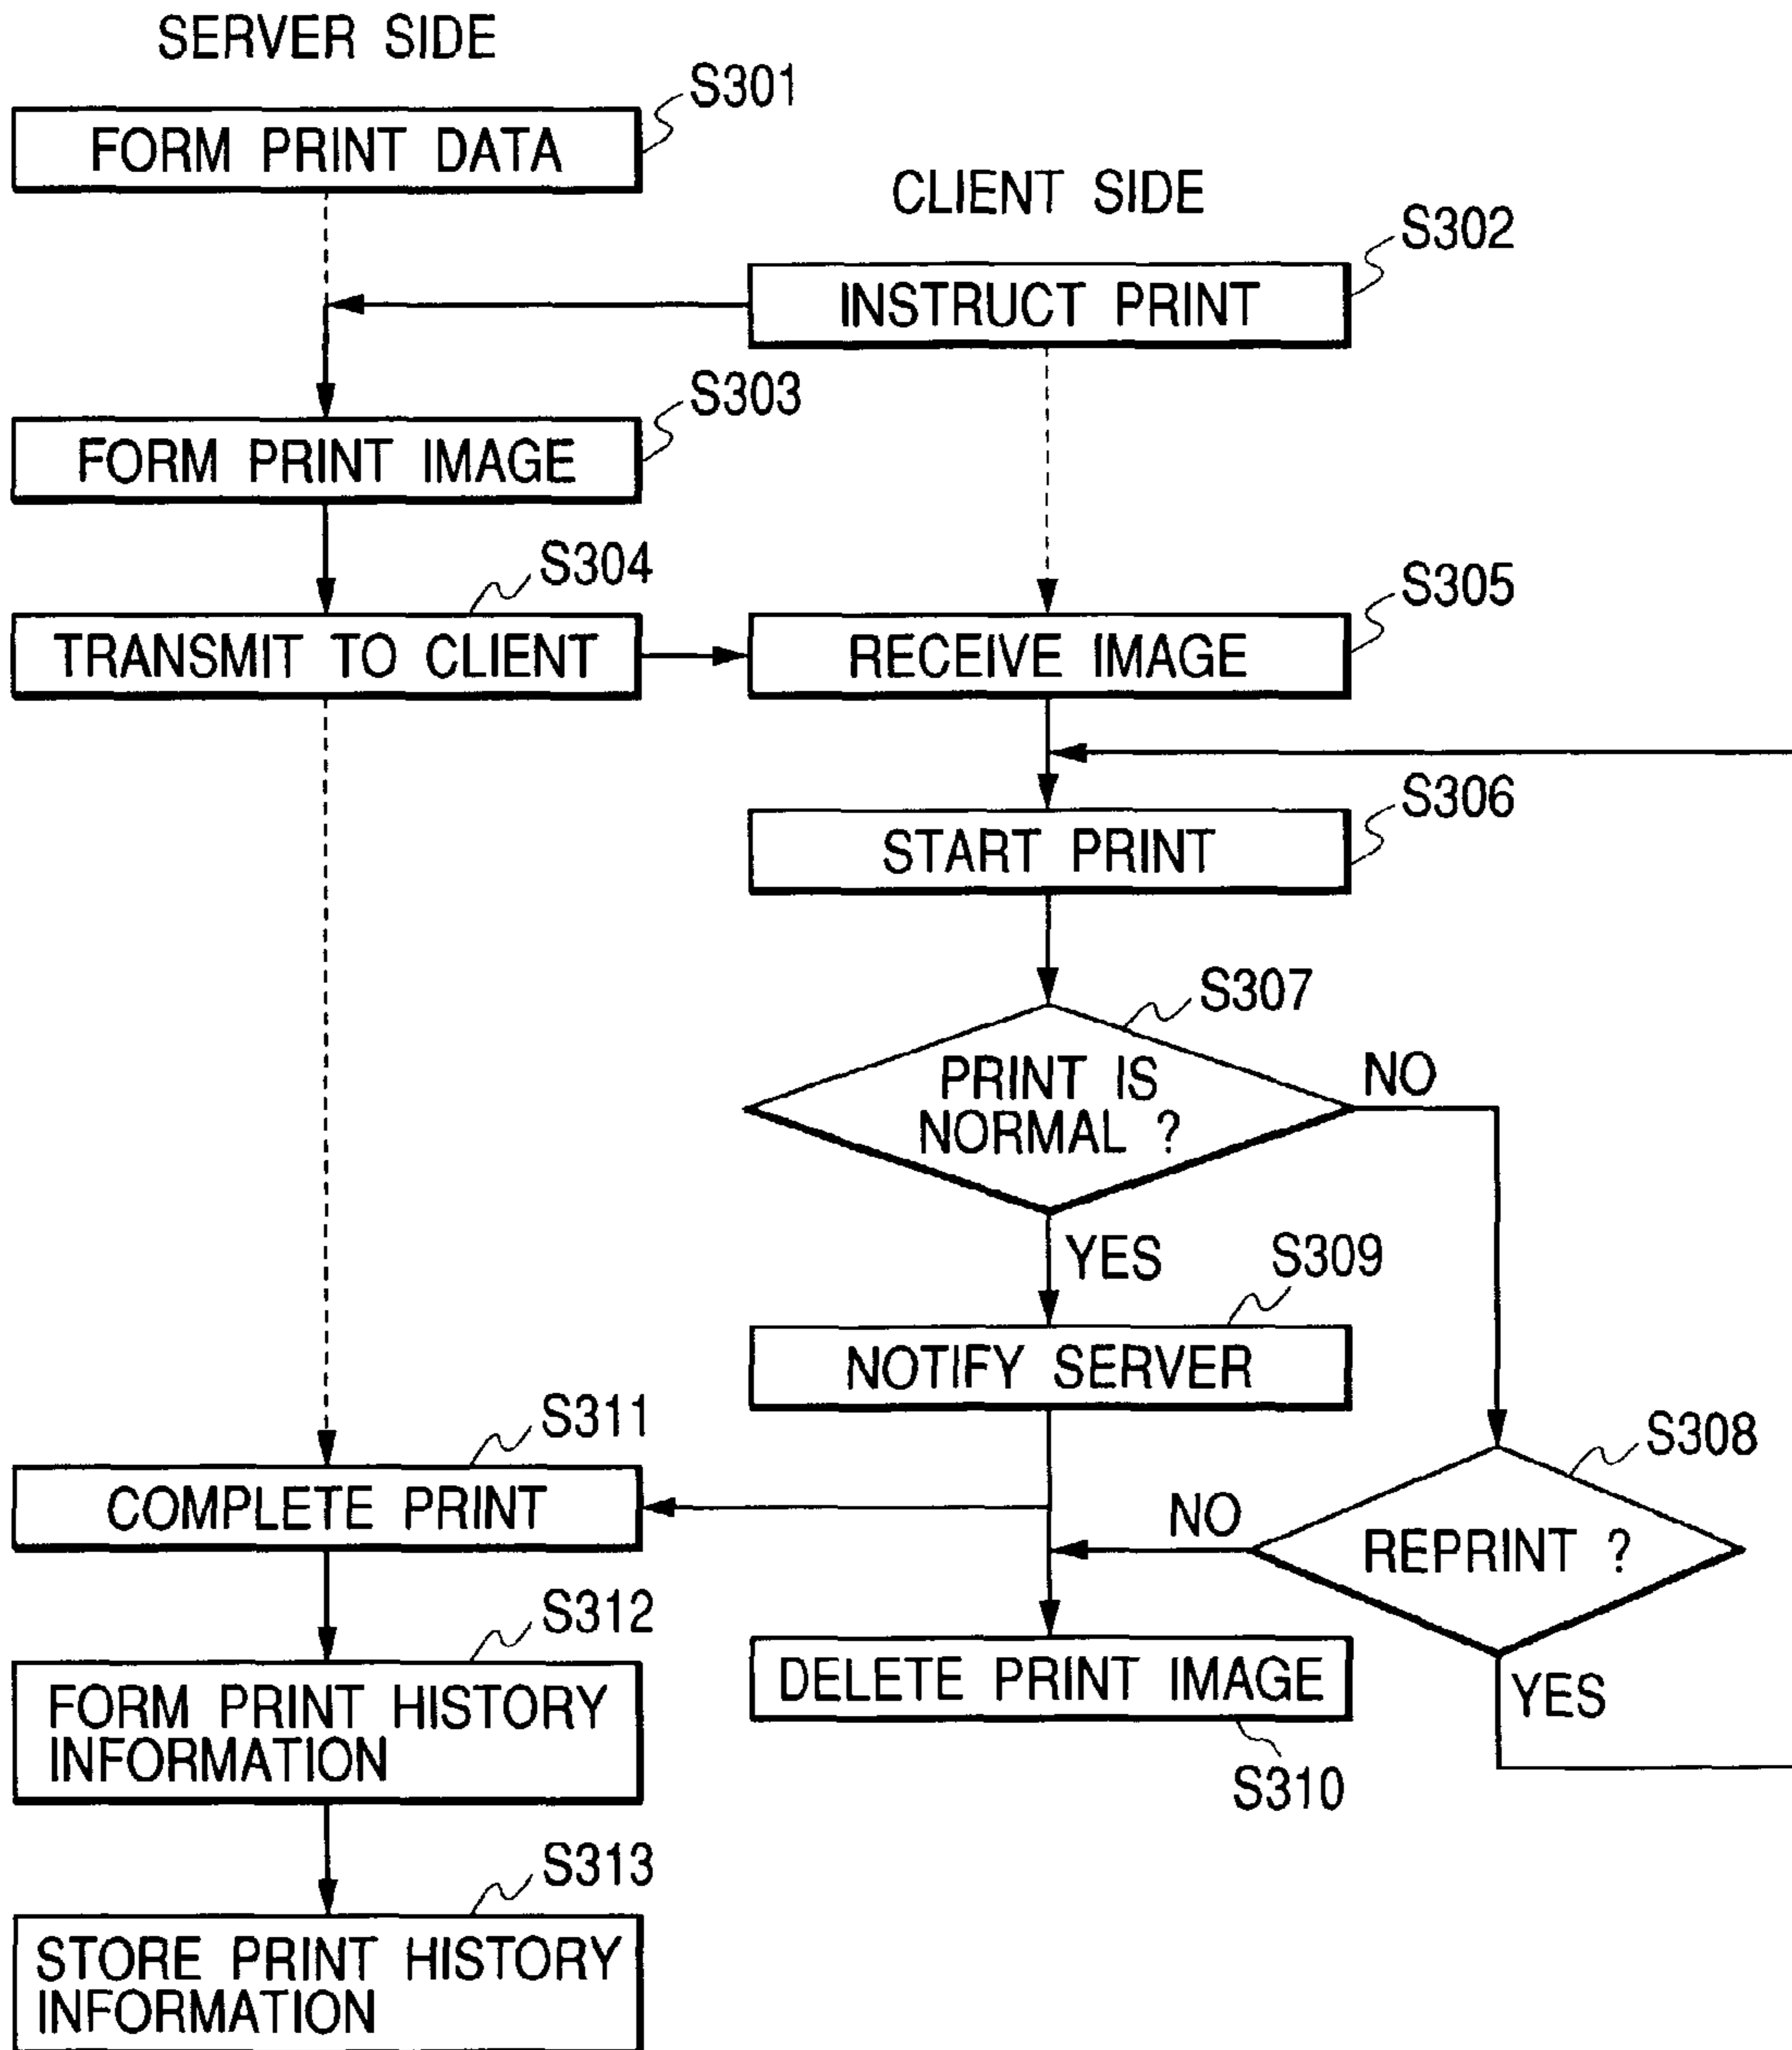 SERVER SIDE
S301
FORM PRINT DATA
CLIENT SIDE
S302
INSTRUCT PRINT
S303
FORM PRINT IMAGE
S304
TRANSMIT TO CLIENT
S305
RECEIVE IMAGE
S306
START PRINT
S307
PRINT IS
NORMAL ?
NO
YES
S309
NOTIFY SERVER
S311
COMPLETE PRINT
S308
REPRINT ?
NO
YES
S312
FORM PRINT HISTORY
INFORMATION
DELETE PRINT IMAGE
S310
S313
STORE PRINT HISTORY
INFORMATION